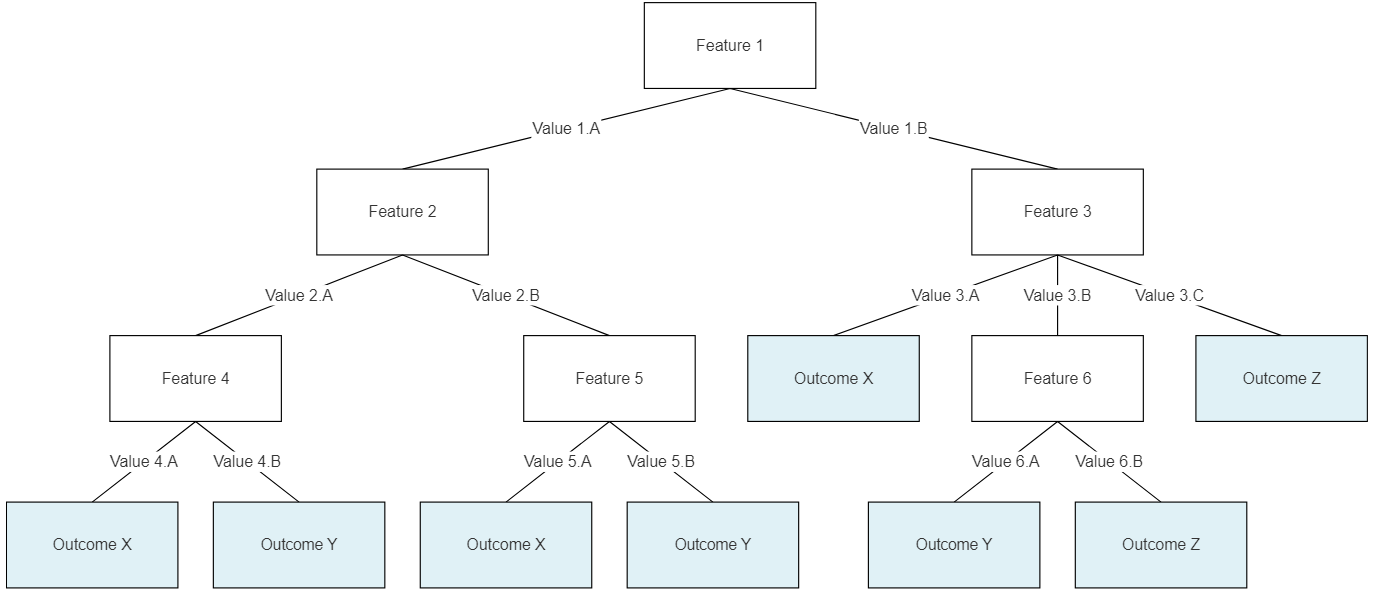 Feature 1
Value 1.A
Value 1.B
Feature 2
Feature 3
Value 2.A
Value 2.B
Value 3.A
Value 3.B
Value 3.C
Feature 4
Feature 5
Outcome X
Feature 6
Outcome Z
Value 4.A
Value 4.B
Value 5.A
Value 5.B
Value 6.A
Value 6.B
Outcome X
Outcome Y
Outcome X
Outcome Y
Outcome Y
Outcome Z